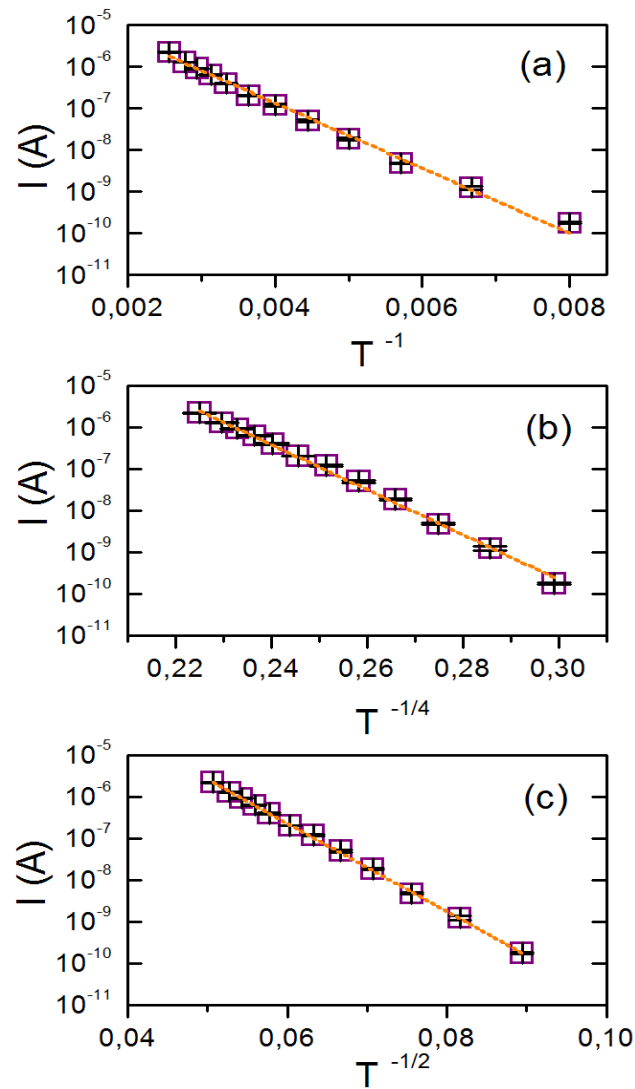 10⁻⁵
10⁻⁶
10⁻⁷
10⁻⁸
10⁻⁹
10⁻¹⁰
10⁻¹¹
I (A)
(a)
0,002 0,004 0,006 0,008
T ⁻¹
10⁻⁵
10⁻⁶
10⁻⁷
10⁻⁸
10⁻⁹
10⁻¹⁰
10⁻¹¹
I (A)
(b)
0,22 0,24 0,26 0,28 0,30
T ⁻¹/⁴
10⁻⁵
10⁻⁶
10⁻⁷
10⁻⁸
10⁻⁹
10⁻¹⁰
10⁻¹¹
I (A)
(c)
0,04 0,06 0,08 0,10
T ⁻¹/²